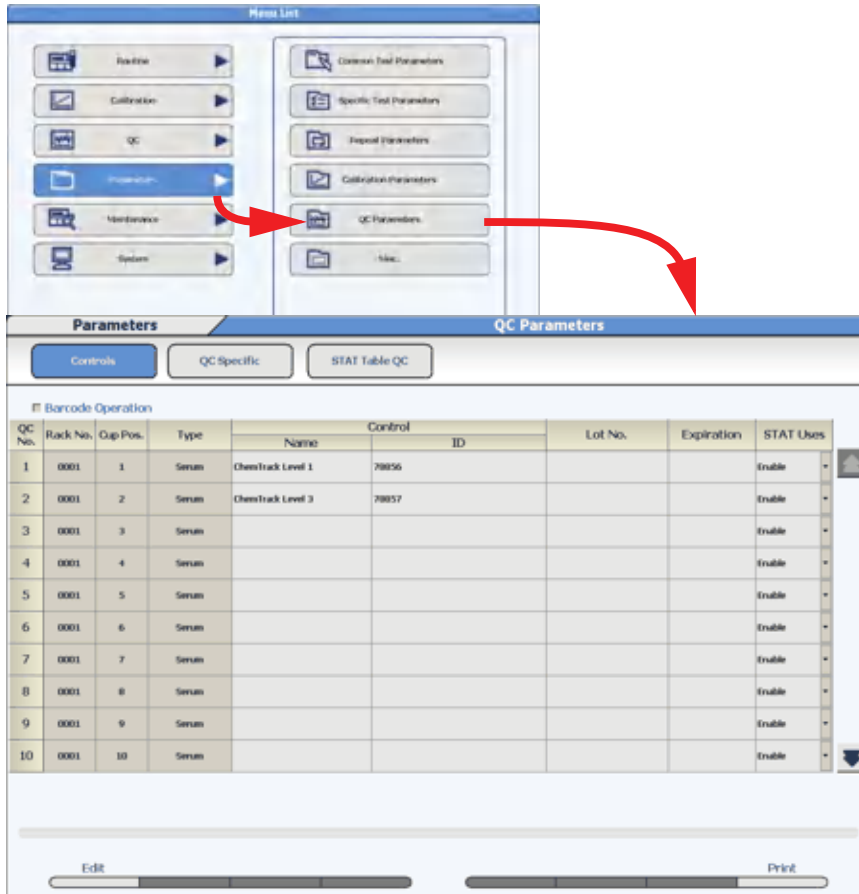 Menu List
Routine
Common Test Parameters
Calibration
Specific Test Parameters
QC
Repeat Parameters
Parameters
Calibration Parameters
Maintenance
QC Parameters
System
Misc.
Parameters QC Parameters
Controls QC Specific STAT Table QC
Barcode Operation
QC No. Rack No. Cup Pos. Type Control Lot No. Expiration STAT Uses
Name ID
1 0001 1 Serum ChemTrack Level 1 70056 Enable
2 0001 2 Serum ChemTrack Level 3 70057 Enable
3 0001 3 Serum Enable
4 0001 4 Serum Enable
5 0001 5 Serum Enable
6 0001 6 Serum Enable
7 0001 7 Serum Enable
8 0001 8 Serum Enable
9 0001 9 Serum Enable
10 0001 10 Serum Enable
Edit Print